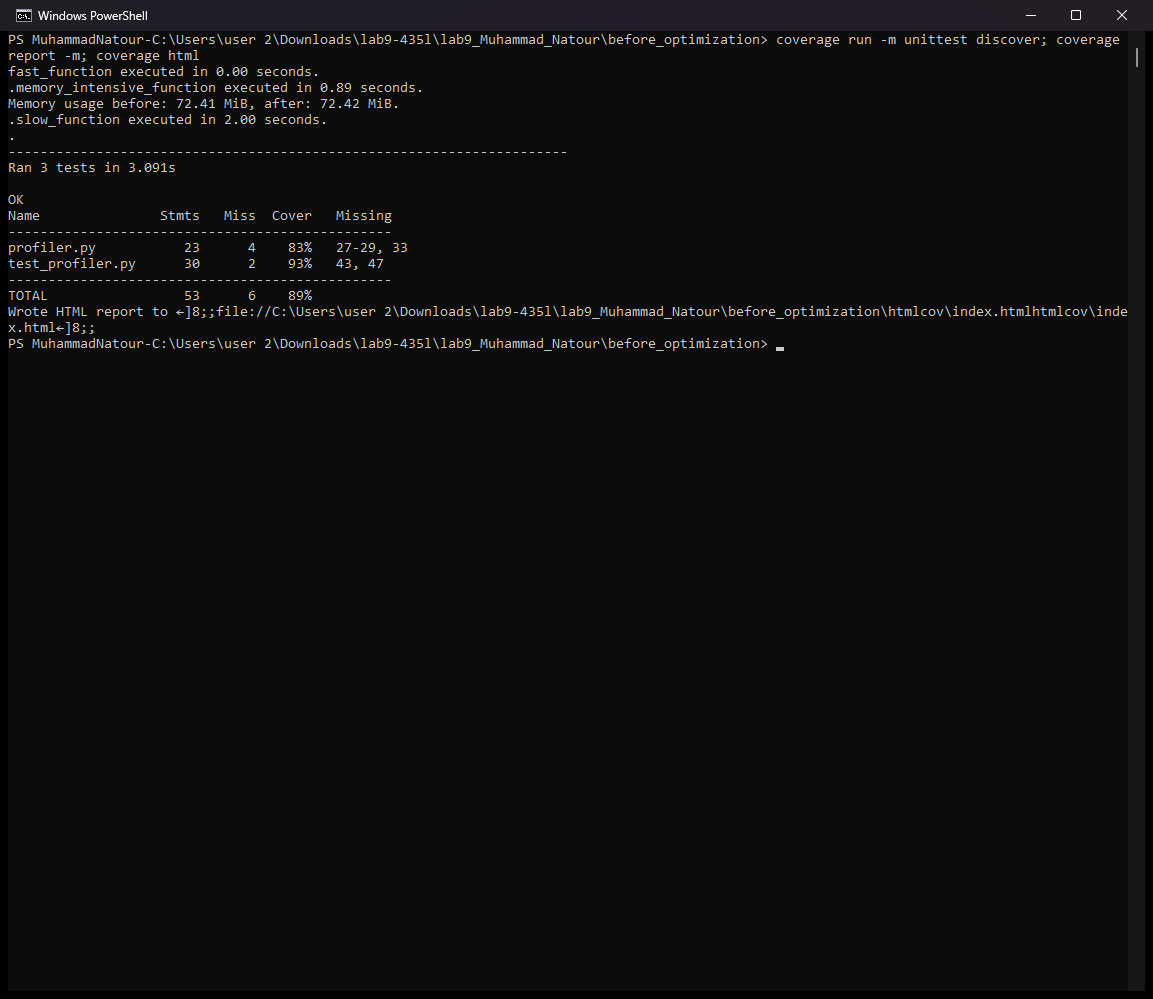 Windows PowerShell
PS MuhammadNatour-C:\Users\user 2\Downloads\lab9-435l\lab9_Muhammad_Natour\before_optimization> coverage run -m unittest discover; coverage
report -m; coverage html
fast_function executed in 0.00 seconds.
.memory_intensive_function executed in 0.89 seconds.
Memory usage before: 72.41 MiB, after: 72.42 MiB.
.slow_function executed in 2.00 seconds.
.
----------------------------------------------------------------------
Ran 3 tests in 3.091s
OK
Name               Stmts   Miss  Cover   Missing
------------------------------------------------
profiler.py           23      4    83%   27-29, 33
test_profiler.py      30      2    93%   43, 47
------------------------------------------------
TOTAL                 53      6    89%
Wrote HTML report to ←]8;;file://C:\Users\user 2\Downloads\lab9-435l\lab9_Muhammad_Natour\before_optimization\htmlcov\index.htmlhtmlcov\inde
x.html←]8;;
PS MuhammadNatour-C:\Users\user 2\Downloads\lab9-435l\lab9_Muhammad_Natour\before_optimization>